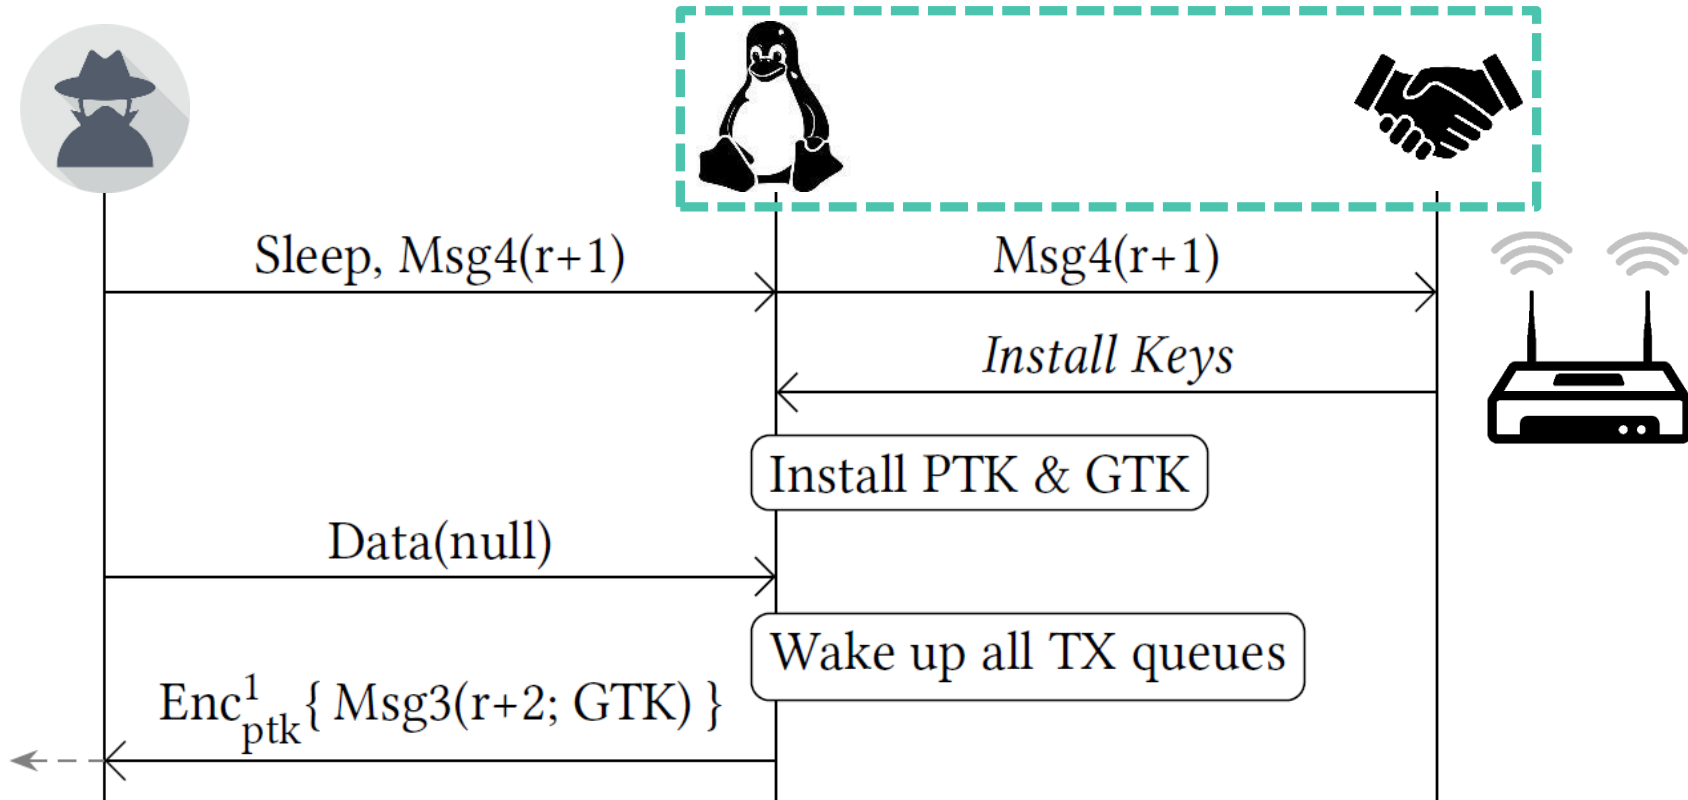 Sleep, Msg4(r+1)
Msg4(r+1)
Install Keys
Install PTK & GTK
Data(null)
Wake up all TX queues
Enc¹ptk{ Msg3(r+2; GTK) }